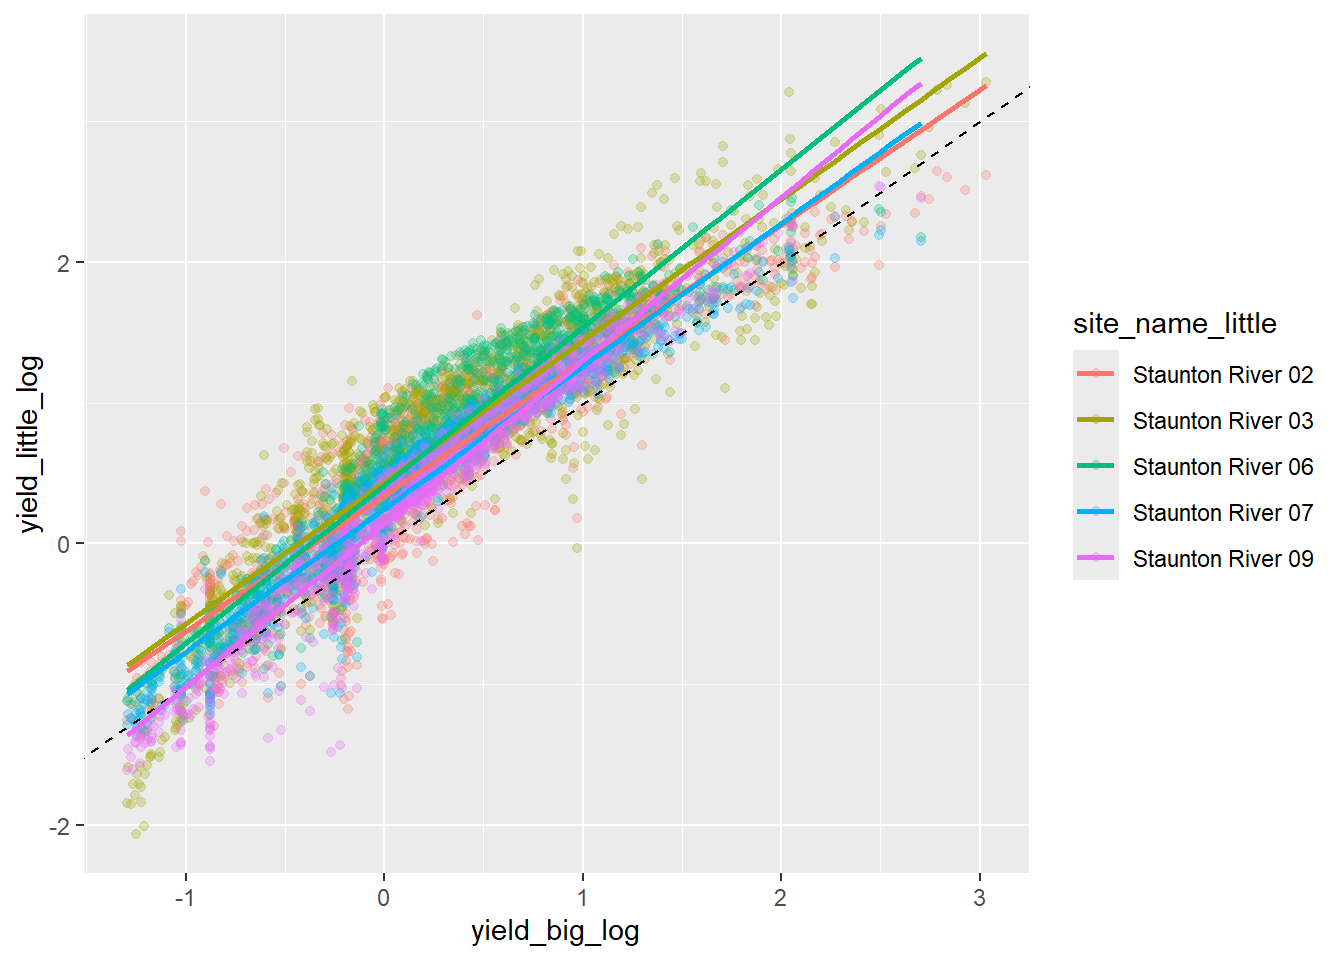 2
0
-2
-1
0
1
2
3
yield_big_log
yield_little_log
site_name_little
Staunton River 02
Staunton River 03
Staunton River 06
Staunton River 07
Staunton River 09